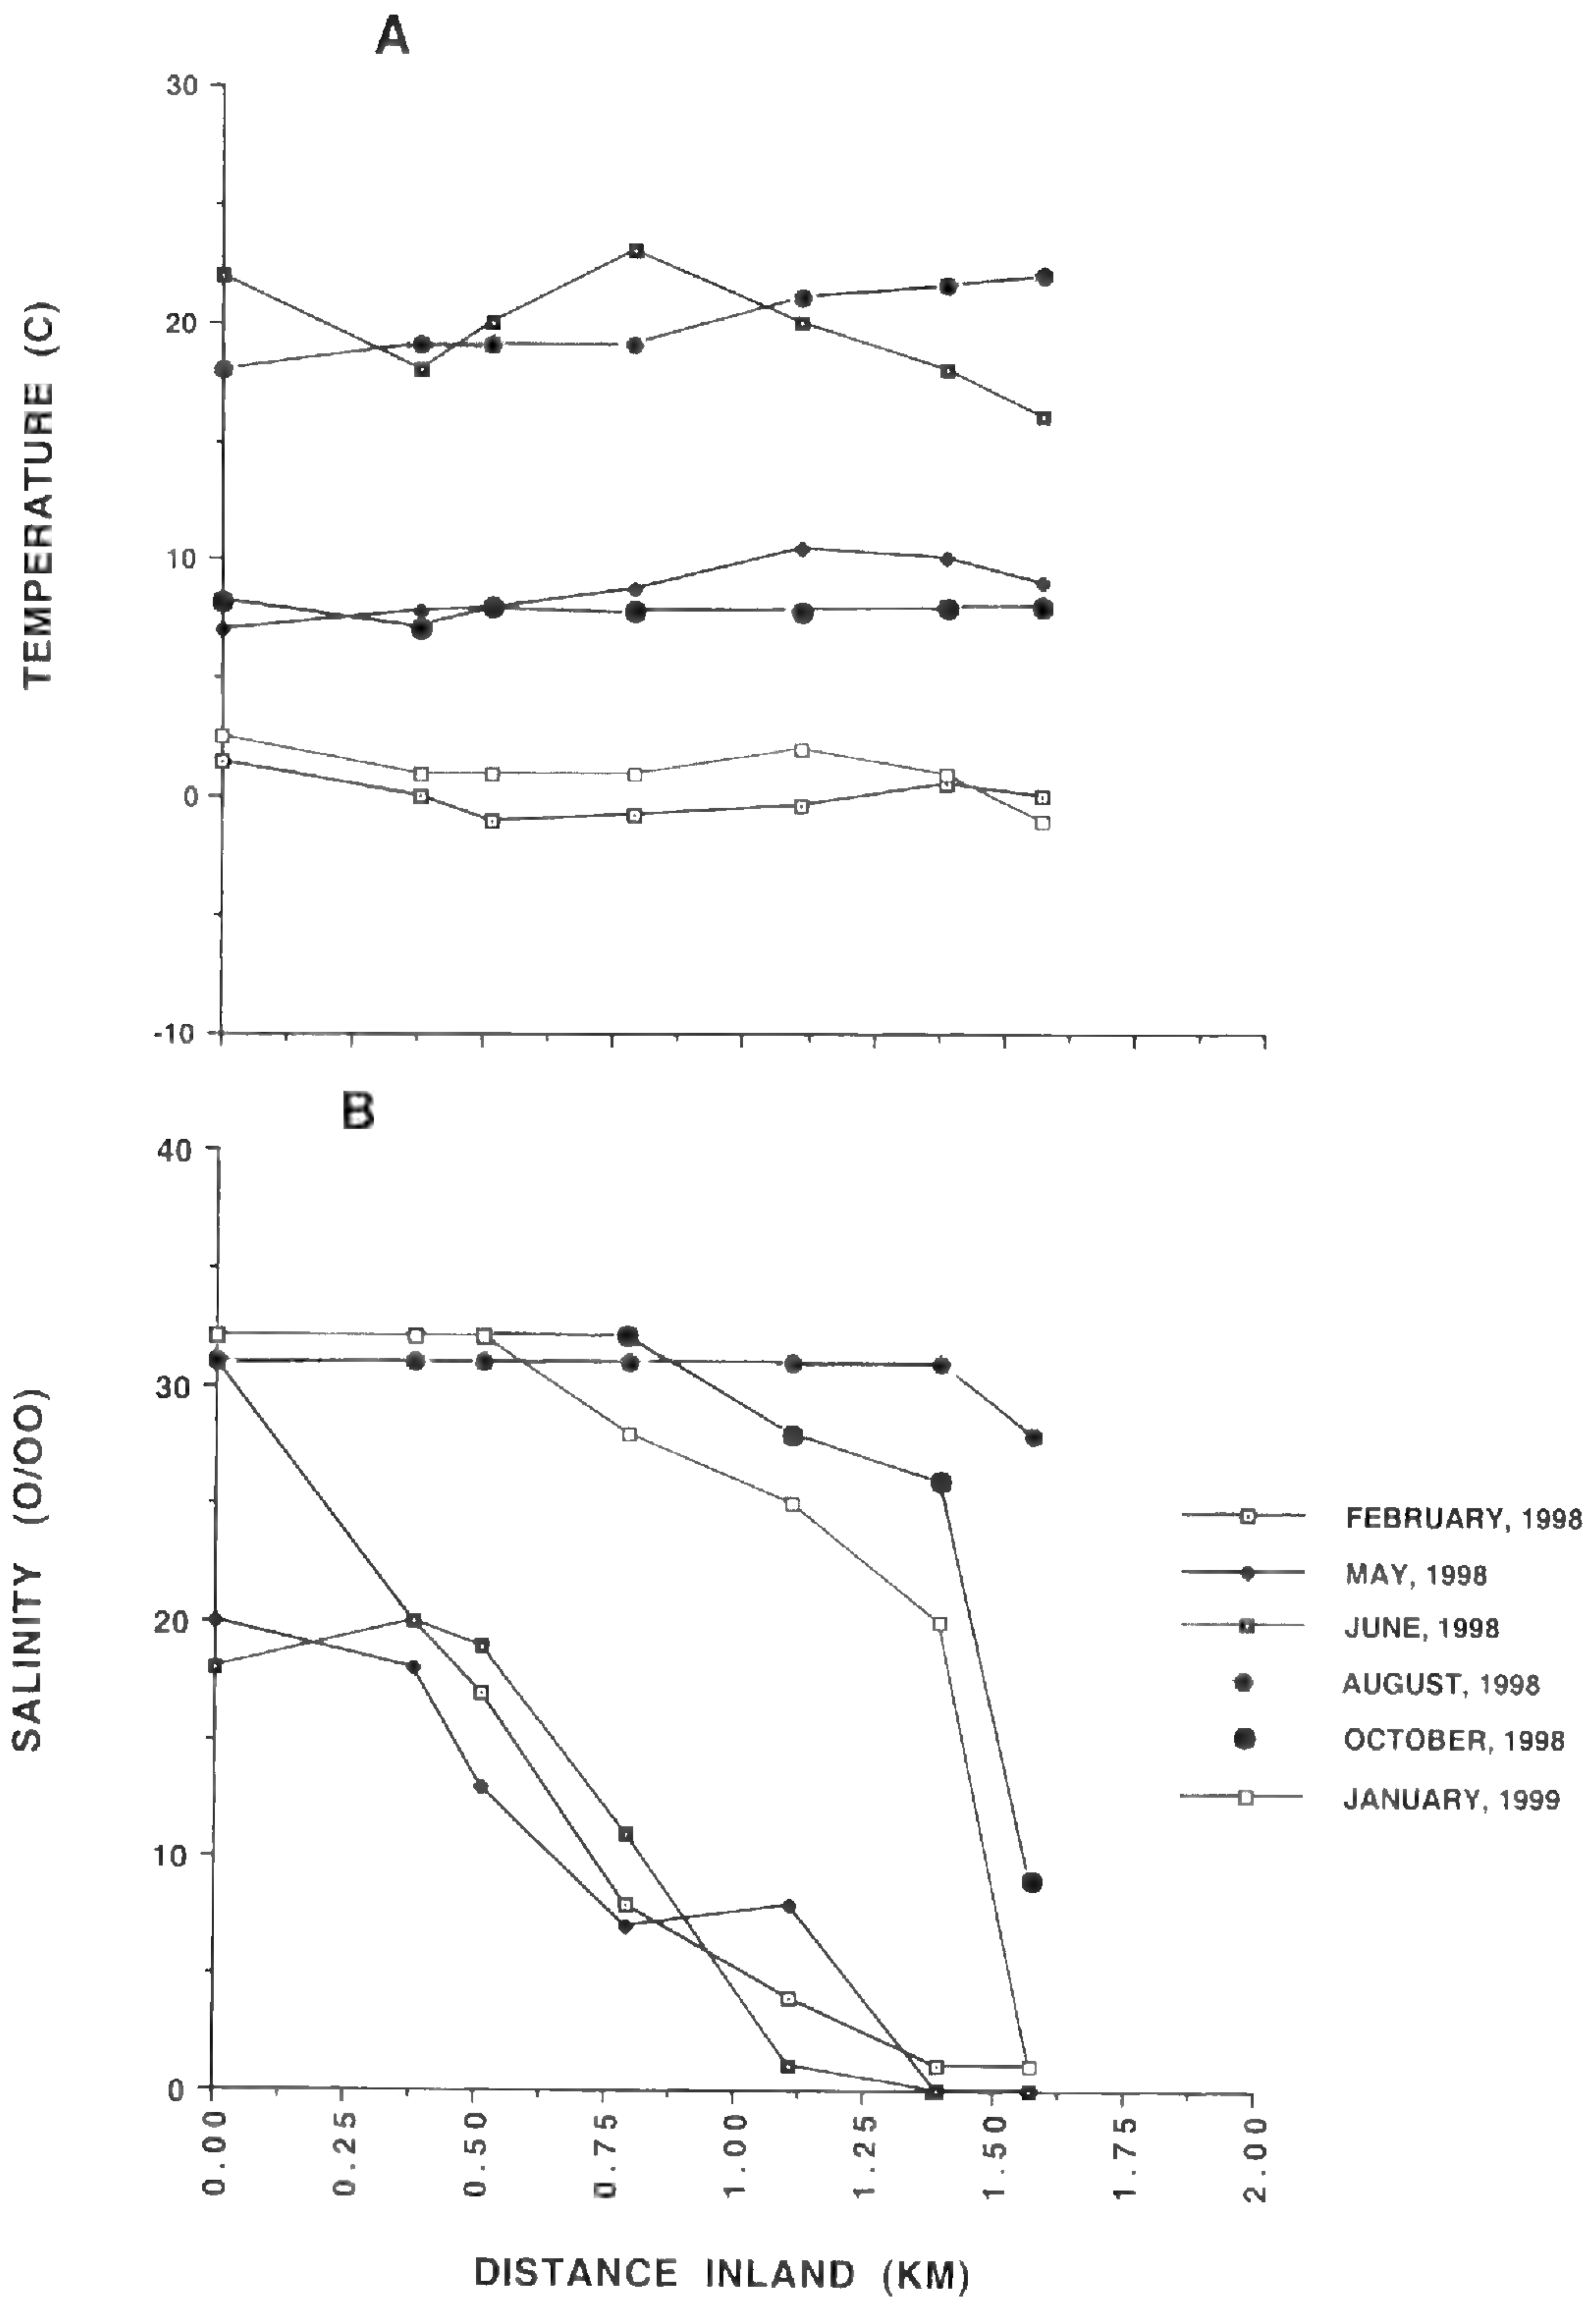 A
30
20
10
0
-10
TEMPERATURE (C)
B
40
30
20
10
0
SALINITY (O/OO)
FEBRUARY, 1998
MAY, 1998
JUNE, 1998
AUGUST, 1998
OCTOBER, 1998
JANUARY, 1999
0.00
0.25
0.50
0.75
1.00
1.25
1.50
1.75
2.00
DISTANCE INLAND (KM)